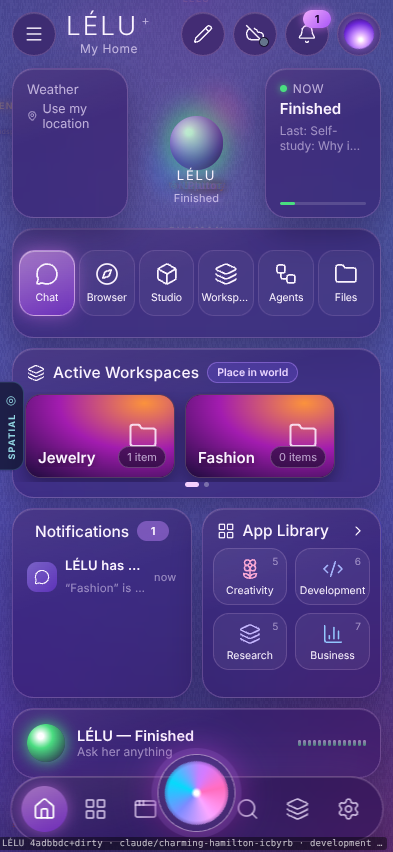 LÉLU +
My Home
1
Weather
Use my
location
NOW
Finished
Last: Self-
study: Why i...
LÉLU
Finished
Chat
Browser
Studio
Worksp...
Agents
Files
Active Workspaces
Place in world
SPATIAL
Jewelry
1 item
Fashion
0 items
Notifications
1
LÉLU has ...
now
"Fashion" is ...
App Library
5
Creativity
6
Development
5
Research
7
Business
LÉLU — Finished
Ask her anything
LÉLU 4adbbdc+dirty · claude/charming-hamilton-icbyrb · development …